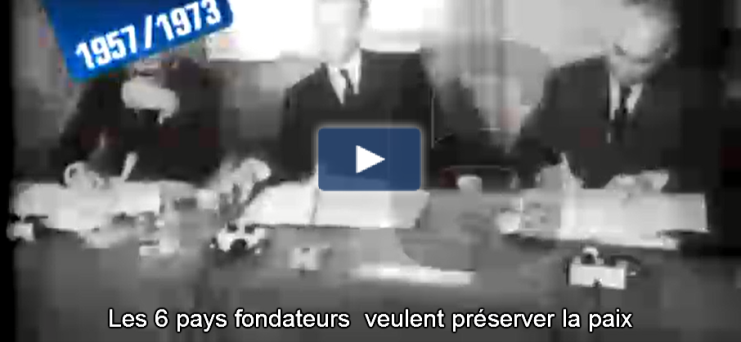 1957/1973
Les 6 pays fondateurs  veulent préserver la paix